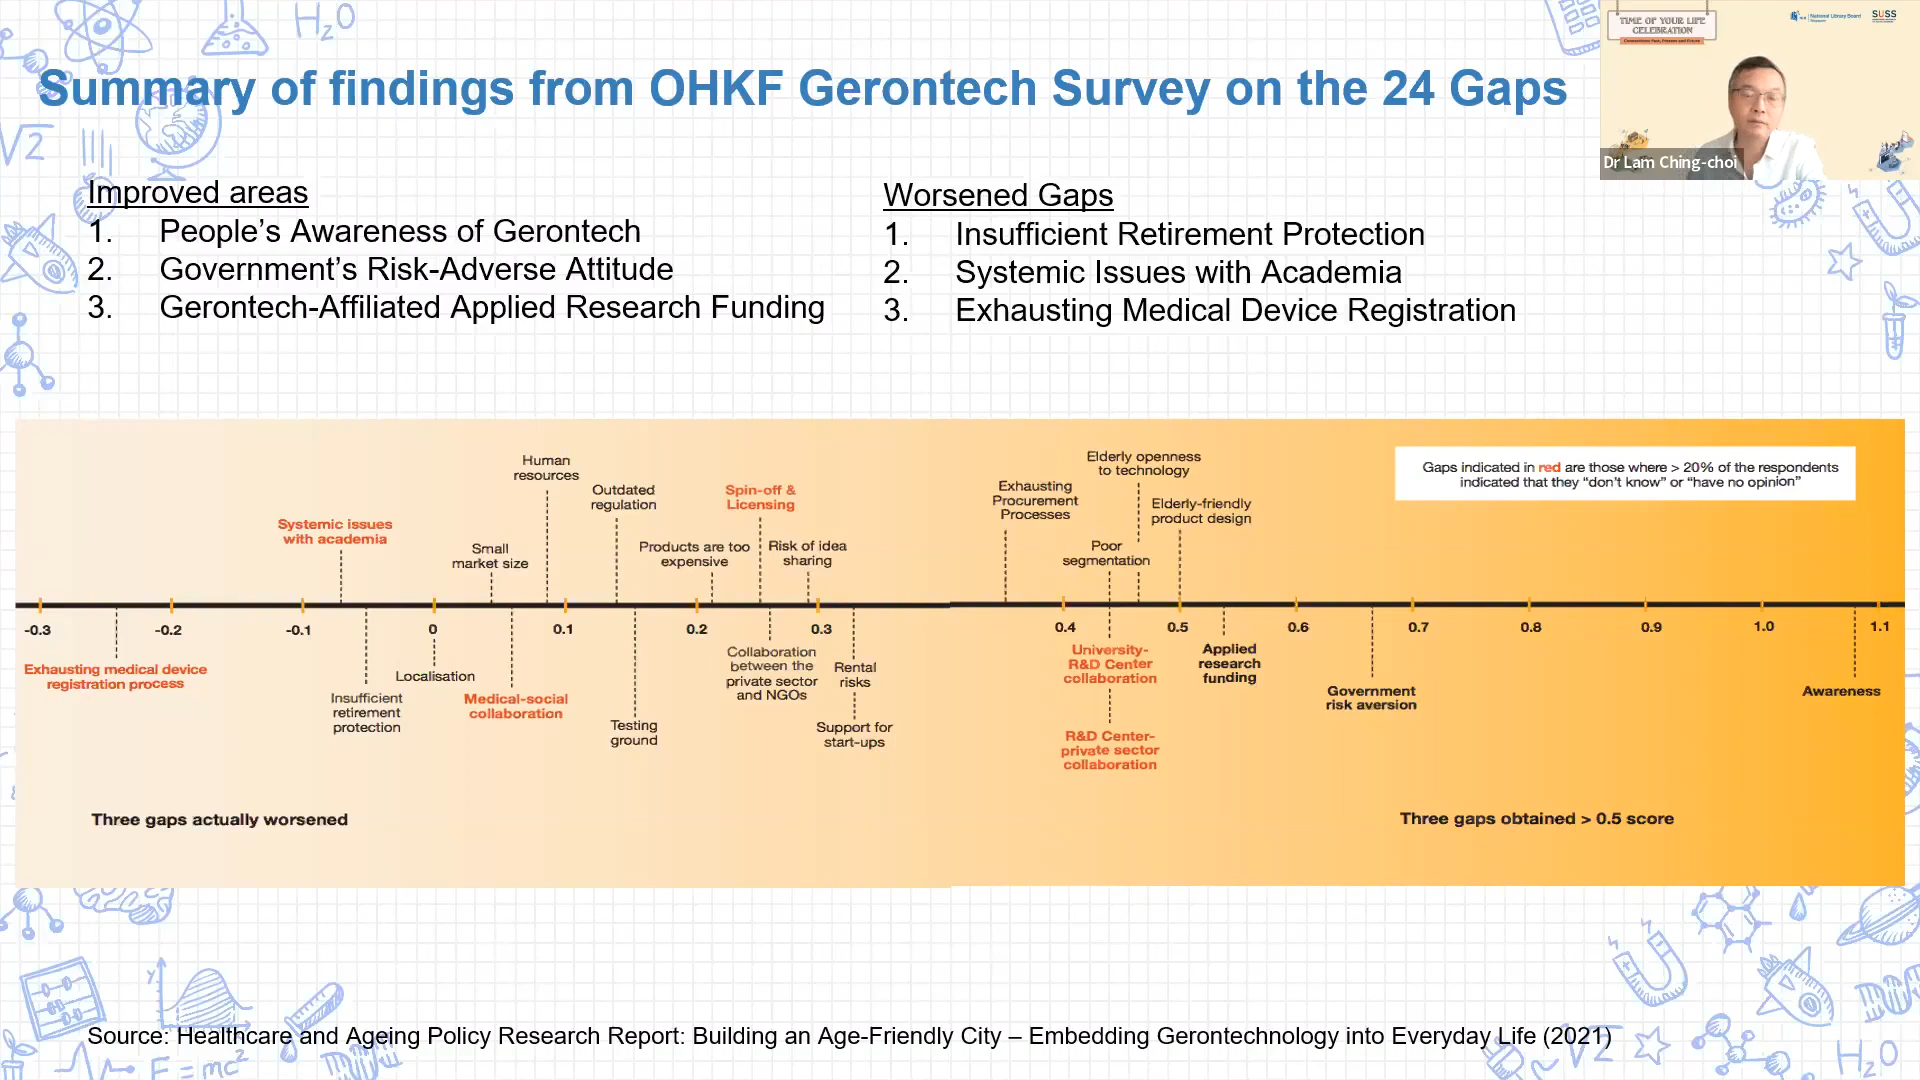 Summary of findings from OHKF Gerontech Survey on the 24 Gaps
TIME OF YOUR LIFE
CELEBRATION
National Library Board
Singapore
SUSS
Dr Lam Ching-choi
Improved areas
1. People's Awareness of Gerontech
2. Government's Risk-Adverse Attitude
3. Gerontech-Affiliated Applied Research Funding
Worsened Gaps
1. Insufficient Retirement Protection
2. Systemic Issues with Academia
3. Exhausting Medical Device Registration
Gaps indicated in red are those where > 20% of the respondents
indicated that they “don't know” or “have no opinion”
Systemic issues
with academia
Small
market size
Human
resources
Outdated
regulation
Products are too
expensive
Spin-off &
Licensing
Risk of idea
sharing
Exhausting
Procurement
Processes
Elderly openness
to technology
Poor
segmentation
Elderly-friendly
product design
-0.3 -0.2 -0.1 0 0.1 0.2 0.3 0.4 0.5 0.6 0.7 0.8 0.9 1.0 1.1
Exhausting medical device
registration process
Insufficient
retirement
protection
Localisation
Medical-social
collaboration
Testing
ground
Collaboration
between the
private sector
and NGOs
Rental
risks
Support for
start-ups
University-
R&D Center
collaboration
R&D Center-
private sector
collaboration
Applied
research
funding
Government
risk aversion
Awareness
Three gaps actually worsened
Three gaps obtained > 0.5 score
Source: Healthcare and Ageing Policy Research Report: Building an Age-Friendly City – Embedding Gerontechnology into Everyday Life (2021)
H2O
√2
y
x
E=mc²
√2
H2O